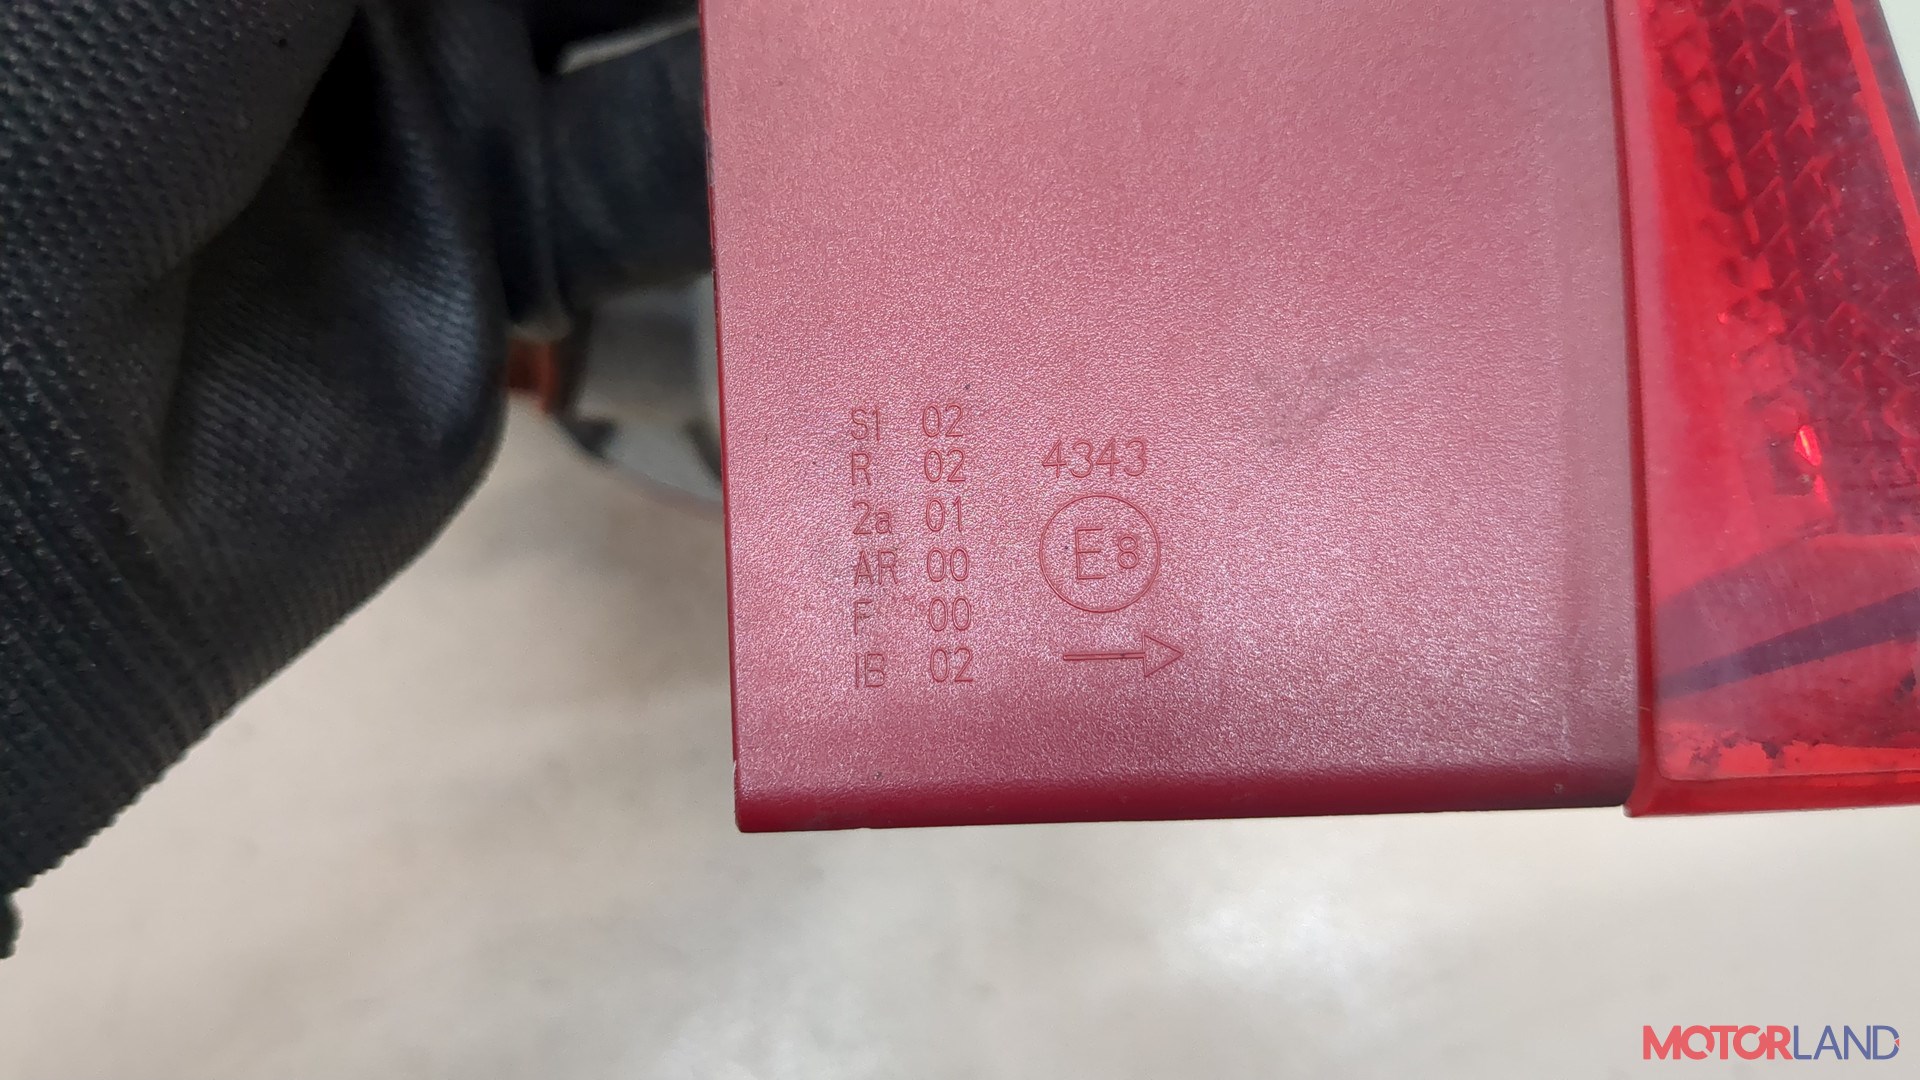 S1 02
R 02
2a 01
AR 00
F 00
IB 02
4343
E8
MOTORLAND